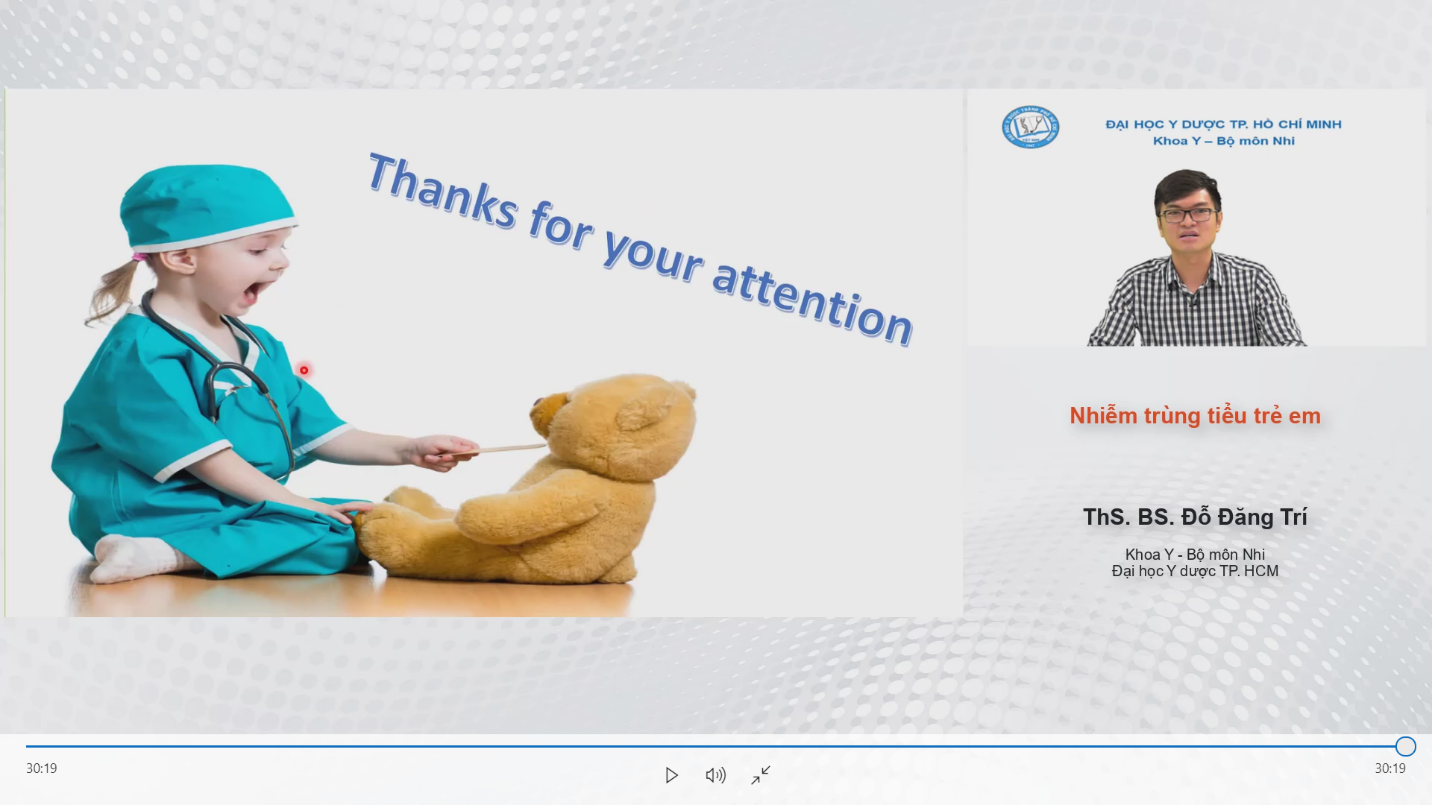 Thanks for your attention
ĐẠI HỌC Y DƯỢC TP. HỒ CHÍ MINH
Khoa Y – Bộ môn Nhi
Nhiễm trùng tiểu trẻ em
ThS. BS. Đỗ Đăng Trí
Khoa Y - Bộ môn Nhi
Đại học Y dược TP. HCM
30:19
30:19